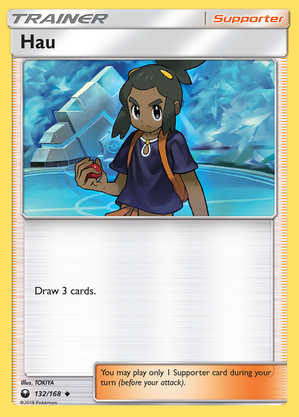 TRAINER Supporter
Hau
Draw 3 cards.
Illus. TOKIYA
132/168 ◆
©2018 Pokémon
You may play only 1 Supporter card during your
turn (before your attack).